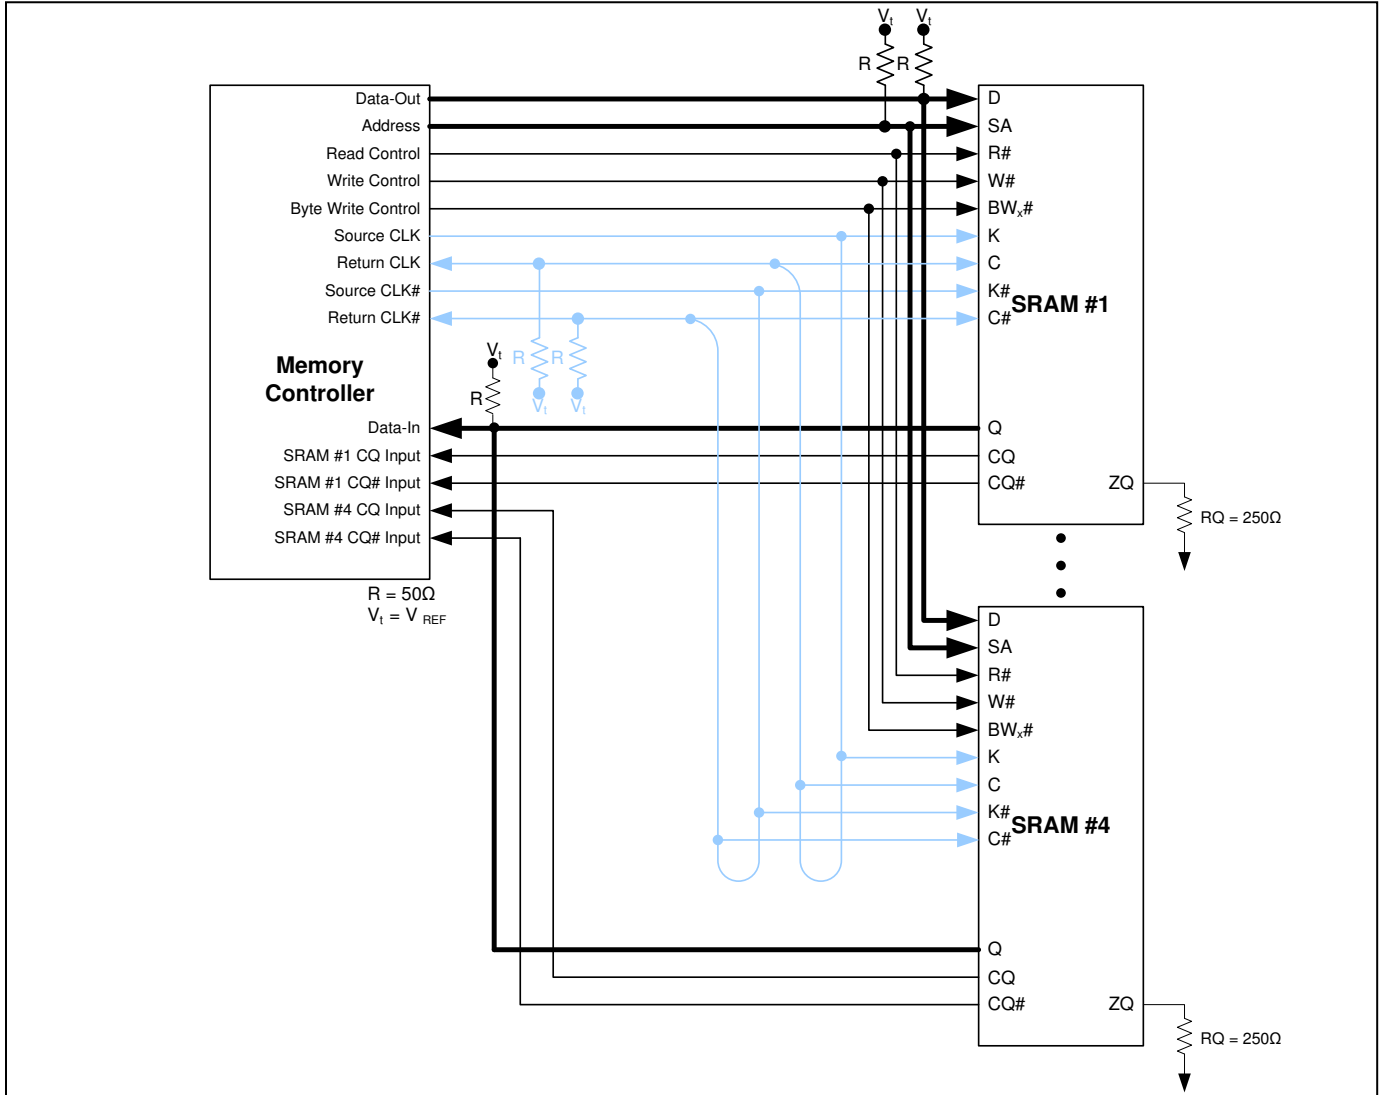 Vt Vt
R R
Data-Out
Address
Read Control
Write Control
Byte Write Control
Source CLK
Return CLK
Source CLK#
Return CLK#
Memory
Controller
Data-In
SRAM #1 CQ Input
SRAM #1 CQ# Input
SRAM #4 CQ Input
SRAM #4 CQ# Input
R = 50Ω
Vt = V REF
Vt
R
R R
Vt Vt
D
SA
R#
W#
BWx#
K
C
K#
C#
SRAM #1
Q
CQ
CQ#
ZQ
RQ = 250Ω
D
SA
R#
W#
BWx#
K
C
K#
C#
SRAM #4
Q
CQ
CQ#
ZQ
RQ = 250Ω